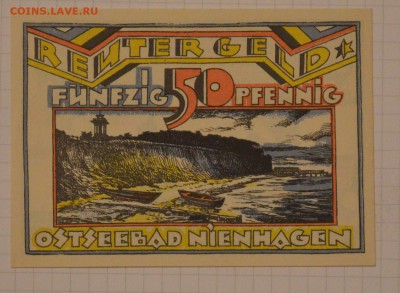 COINS.LAVE.RU
REUTERGELD
FÜNFZIG 50 PFENNIG
OSTSEEBAD NIENHAGEN